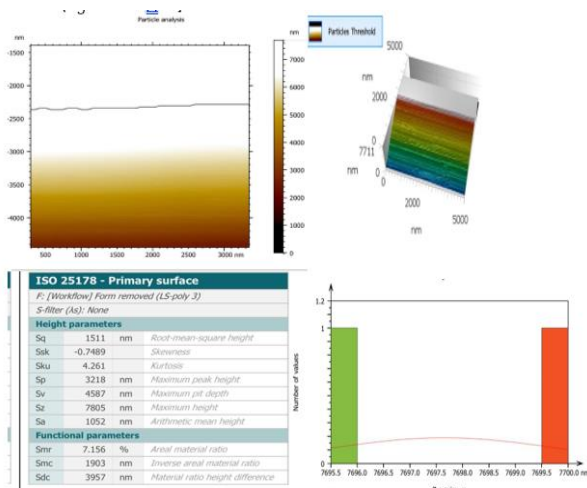 Particle analysis
nm
-1500
-2000
-2500
-3000
-3500
-4000
500 1000 1500 2000 2500 3000 nm
nm
7000
6000
5000
4000
3000
2000
1000
0
Particles Threshold
5000
nm
2000
0
7711
nm
0
0
2000
nm
5000
ISO 25178 - Primary surface
F: [Workflow] Form removed (LS-poly 3)
S-filter (λs): None
Height parameters
Sq 1511 nm Root-mean-square height
Ssk -0.7489 Skewness
Sku 4.261 Kurtosis
Sp 3218 nm Maximum peak height
Sv 4587 nm Maximum pit depth
Sz 7805 nm Maximum height
Sa 1052 nm Arithmetic mean height
Functional parameters
Smr 7.156 % Areal material ratio
Smc 1903 nm Inverse areal material ratio
Sdc 3957 nm Material ratio height difference
Number of values
1.2
1
0.8
0.6
0.4
0.2
0
7695.5 7696.0 7696.5 7697.0 7697.5 7698.0 7698.5 7699.0 7699.5 7700.0 nm